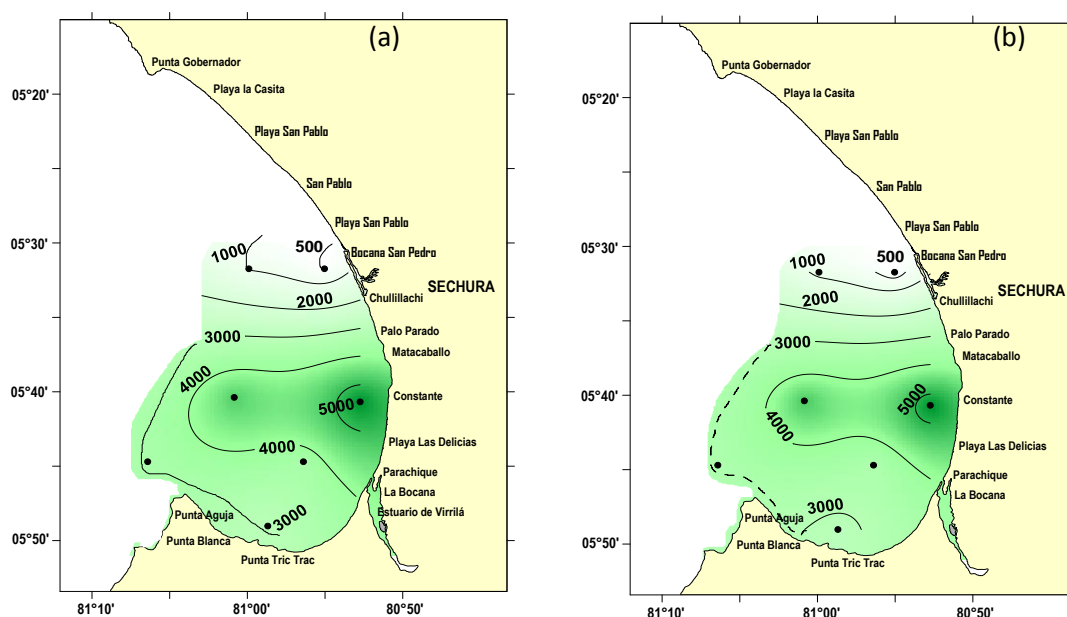 (a)
Punta Gobernador
05°20'
Playa la Casita
Playa San Pablo
San Pablo
Playa San Pablo
05°30'
1000
500
Bocana San Pedro
SECHURA
2000
Chullillachi
3000
Palo Parado
Matacaballo
4000
05°40'
5000
Constante
4000
Playa Las Delicias
Parachique
La Bocana
3000
Punta Aguja
Estuario de Virrilá
05°50'
Punta Blanca
Punta Tric Trac
81°10'
81°00'
80°50'
(b)
Punta Gobernador
05°20'
Playa la Casita
Playa San Pablo
San Pablo
Playa San Pablo
05°30'
1000
500
Bocana San Pedro
SECHURA
2000
Chullillachi
3000
Palo Parado
Matacaballo
05°40'
5000
Constante
4000
Playa Las Delicias
Parachique
La Bocana
3000
Punta Aguja
05°50'
Punta Blanca
Punta Tric Trac
81°10'
81°00'
80°50'